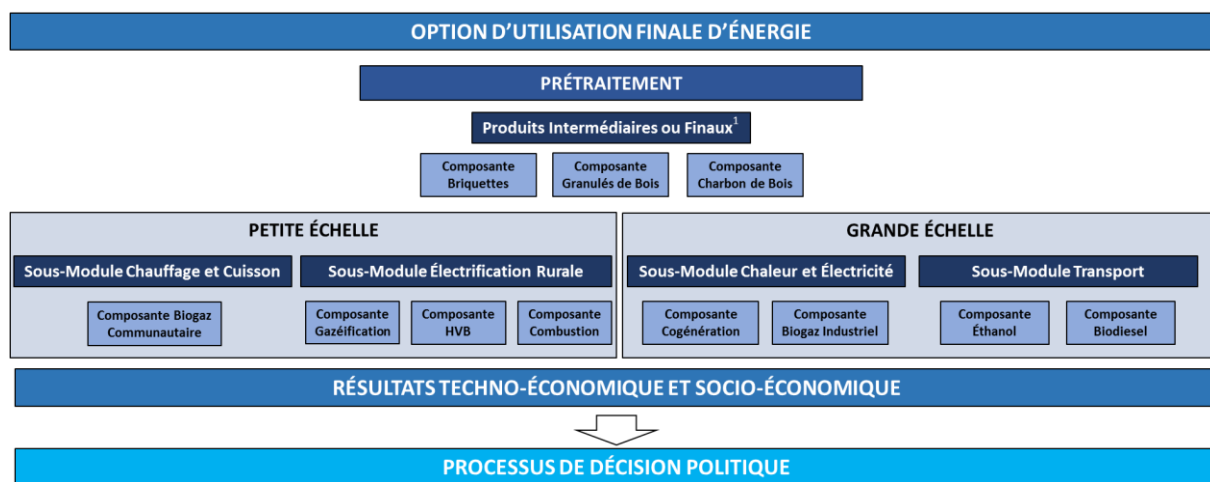 OPTION D’UTILISATION FINALE D’ÉNERGIE
PRÉTRAITEMENT
Produits Intermédiaires ou Finaux¹
Composante
Briquettes
Composante
Granulés de Bois
Composante
Charbon de Bois
PETITE ÉCHELLE
Sous-Module Chauffage et Cuisson
Composante Biogaz
Communautaire
Sous-Module Électrification Rurale
Composante
Gazéification
Composante
HVB
Composante
Combustion
GRANDE ÉCHELLE
Sous-Module Chaleur et Électricité
Composante
Cogénération
Composante
Biogaz Industriel
Sous-Module Transport
Composante
Éthanol
Composante
Biodiesel
RÉSULTATS TECHNO-ÉCONOMIQUE ET SOCIO-ÉCONOMIQUE
PROCESSUS DE DÉCISION POLITIQUE